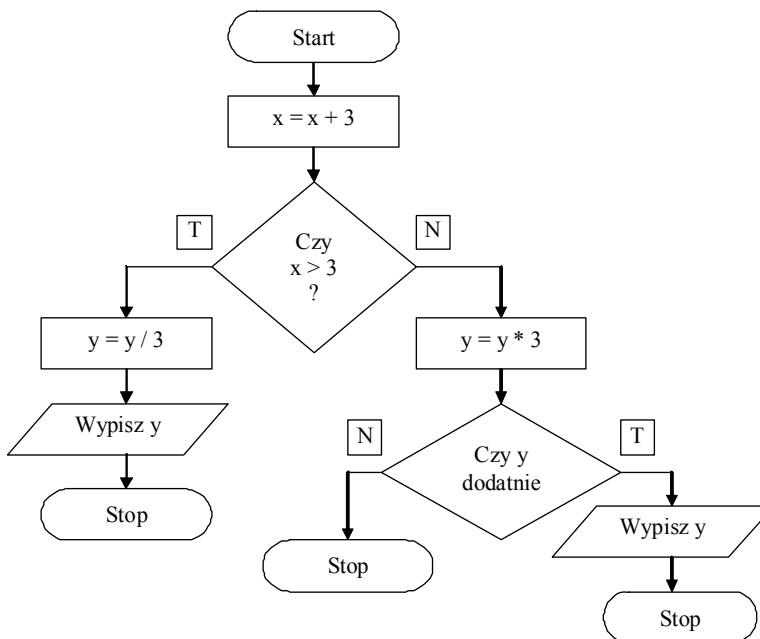 Start
x = x + 3
T
N
Czy
x > 3
?
y = y / 3
y = y * 3
Wypisz y
N
T
Czy y
dodatnie
Stop
Wypisz y
Stop
Stop